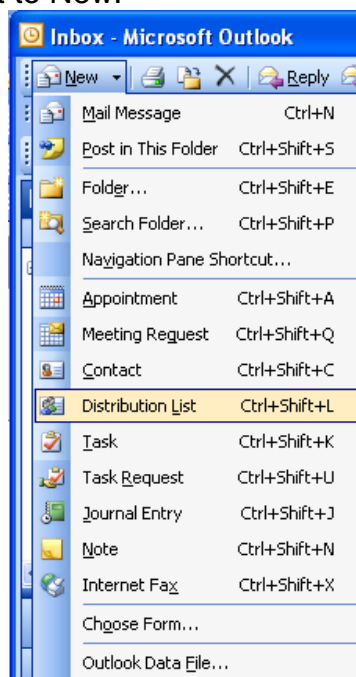 to New.
Inbox - Microsoft Outlook
New Reply
Mail Message Ctrl+N
Post in This Folder Ctrl+Shift+S
Folder... Ctrl+Shift+E
Search Folder... Ctrl+Shift+P
Navigation Pane Shortcut...
Appointment Ctrl+Shift+A
Meeting Request Ctrl+Shift+Q
Contact Ctrl+Shift+C
Distribution List Ctrl+Shift+L
Task Ctrl+Shift+K
Task Request Ctrl+Shift+U
Journal Entry Ctrl+Shift+J
Note Ctrl+Shift+N
Internet Fax Ctrl+Shift+X
Choose Form...
Outlook Data File...